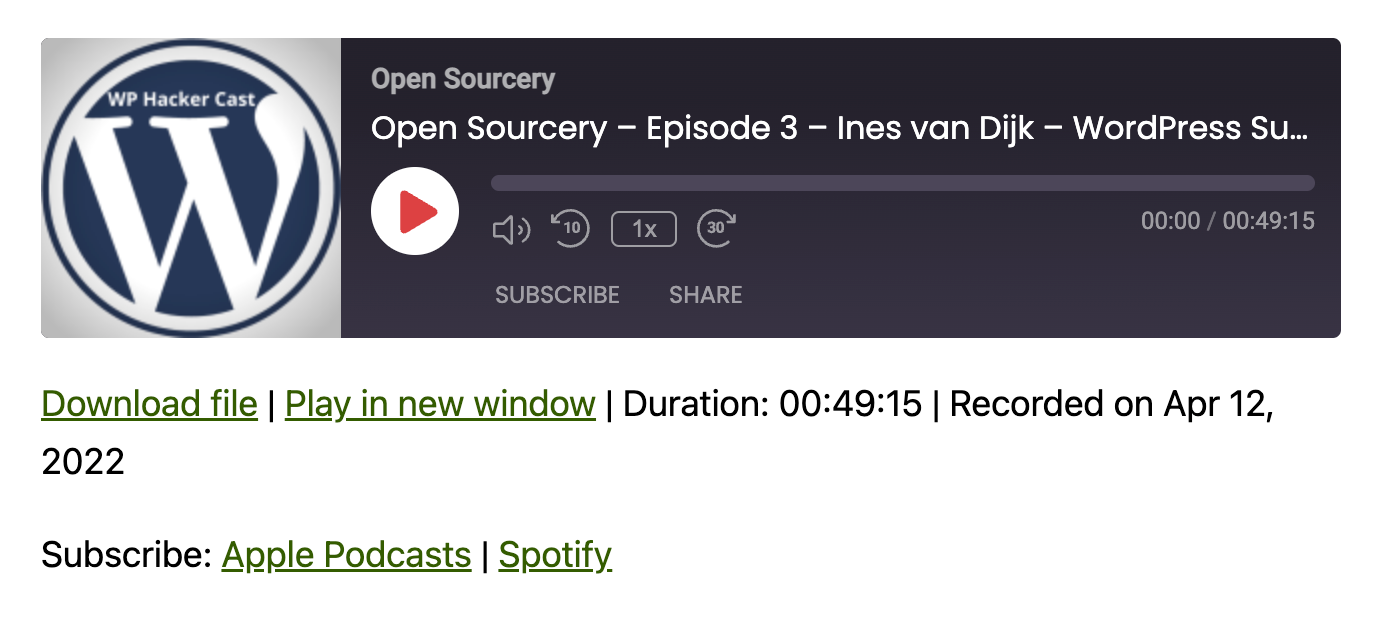 WP Hacker Cast
Open Sourcery
Open Sourcery – Episode 3 – Ines van Dijk – WordPress Su...
10
1x
30
00:00 / 00:49:15
SUBSCRIBE SHARE
Download file | Play in new window | Duration: 00:49:15 | Recorded on Apr 12,
2022
Subscribe: Apple Podcasts | Spotify